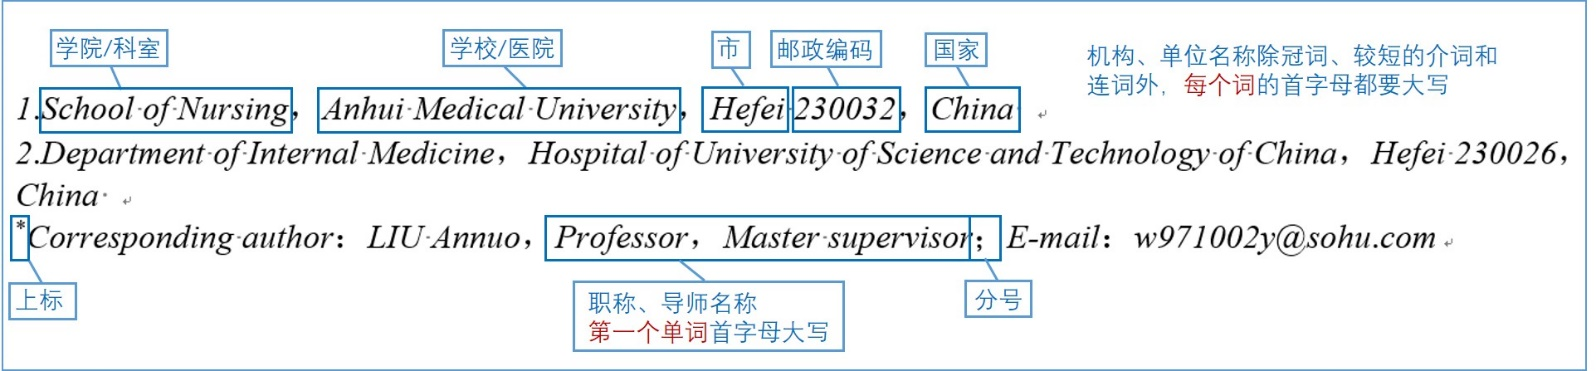 学院/科室
学校/医院
市
邮政编码
国家
机构、单位名称除冠词、较短的介词和
连词外，每个词的首字母都要大写
1.School of Nursing，Anhui Medical University，Hefei 230032，China
2.Department of Internal Medicine，Hospital of University of Science and Technology of China，Hefei 230026，
China
*Corresponding author：LIU Annuo，Professor，Master supervisor；E-mail：w971002y@sohu.com
上标
职称、导师名称
第一个单词首字母大写
分号